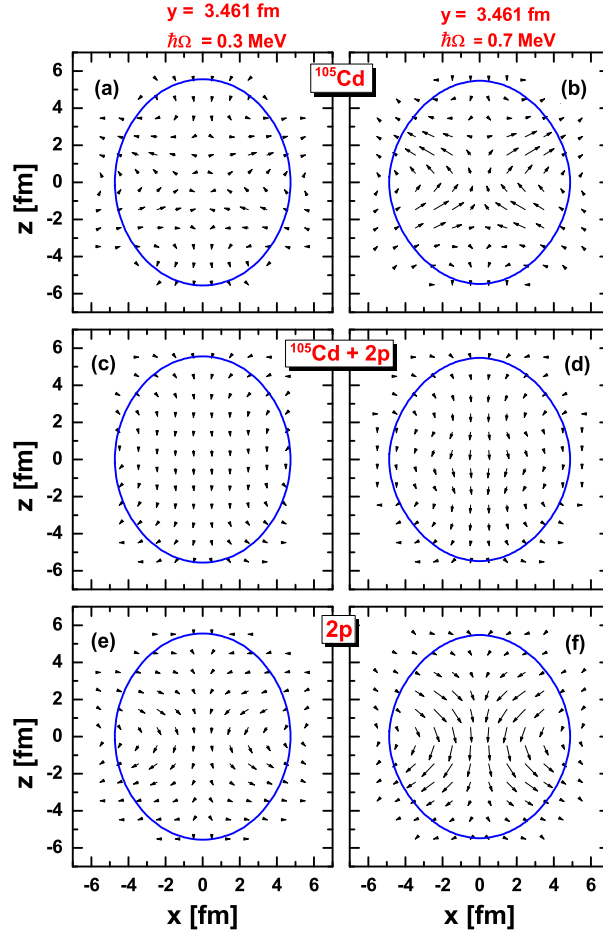 y = 3.461 fm
ħΩ = 0.3 MeV
y = 3.461 fm
ħΩ = 0.7 MeV
(a)
¹⁰⁵Cd
(b)
6
4
2
0
-2
-4
-6
z [fm]
(c)
¹⁰⁵Cd + 2p
(d)
6
4
2
0
-2
-4
-6
z [fm]
(e)
2p
(f)
6
4
2
0
-2
-4
-6
z [fm]
-6 -4 -2 0 2 4 6
-6 -4 -2 0 2 4 6
x [fm]
x [fm]